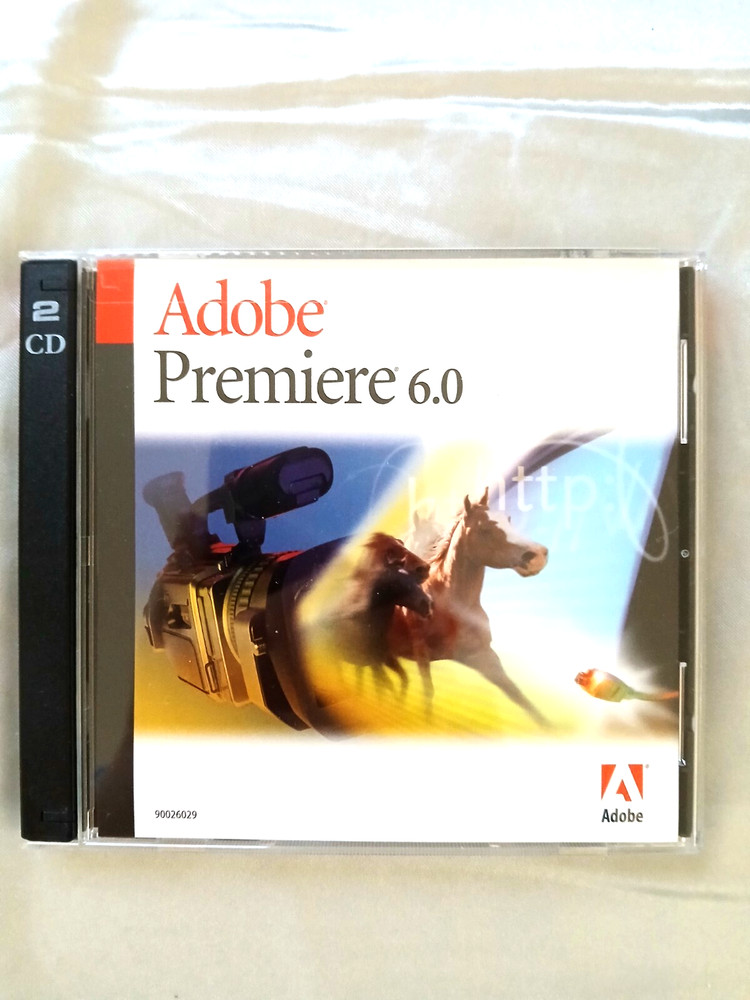 2
CD
Adobe®
Premiere® 6.0
http:/
90026029
Adobe